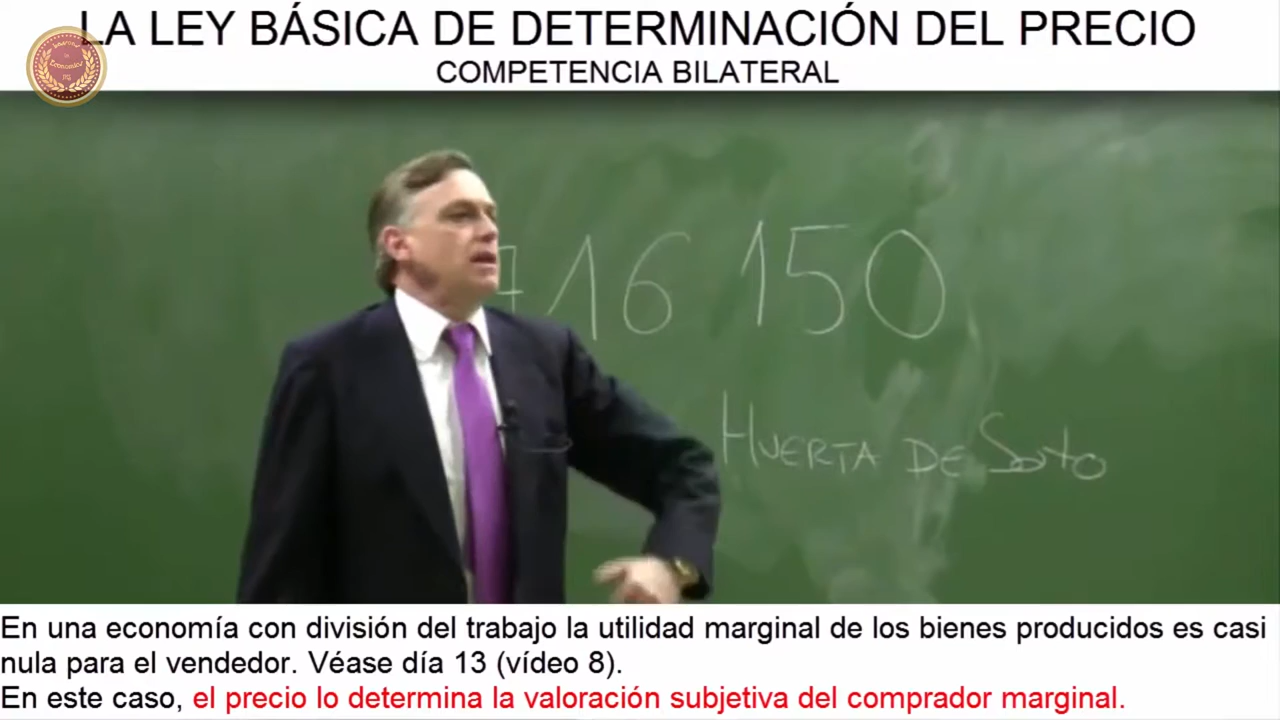 LA LEY BÁSICA DE DETERMINACIÓN DEL PRECIO
COMPETENCIA BILATERAL
716 150
HUERTA DE Soto
En una economía con división del trabajo la utilidad marginal de los bienes producidos es casi
nula para el vendedor. Véase día 13 (vídeo 8).
En este caso, el precio lo determina la valoración subjetiva del comprador marginal.